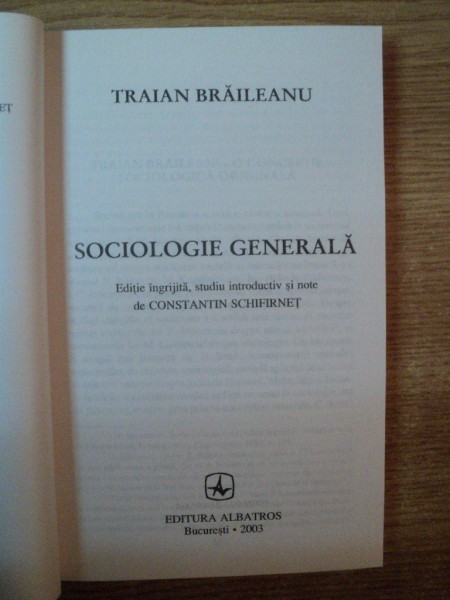 TRAIAN BRĂILEANU
SOCIOLOGIE GENERALĂ
Ediție îngrijită, studiu introductiv și note
de CONSTANTIN SCHIFIRNEȚ
EDITURA ALBATROS
București • 2003